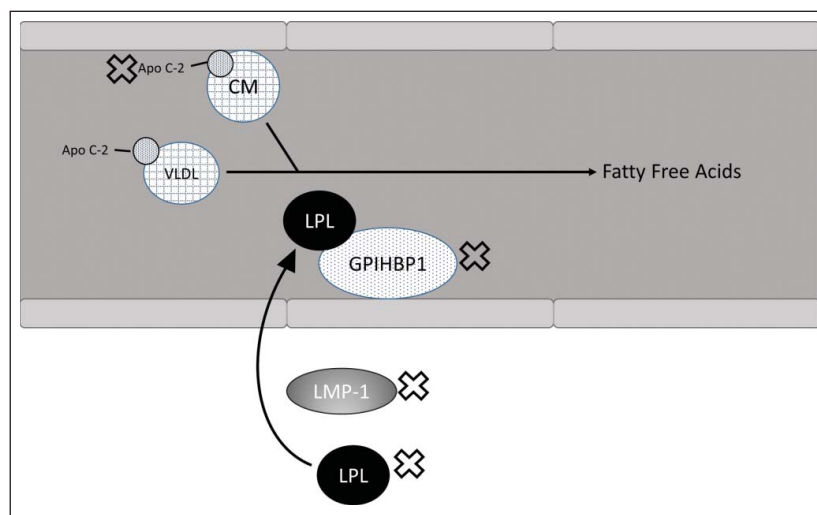 Apo C-2
CM
Apo C-2
VLDL
Fatty Free Acids
LPL
GPIHBP1
LMP-1
LPL